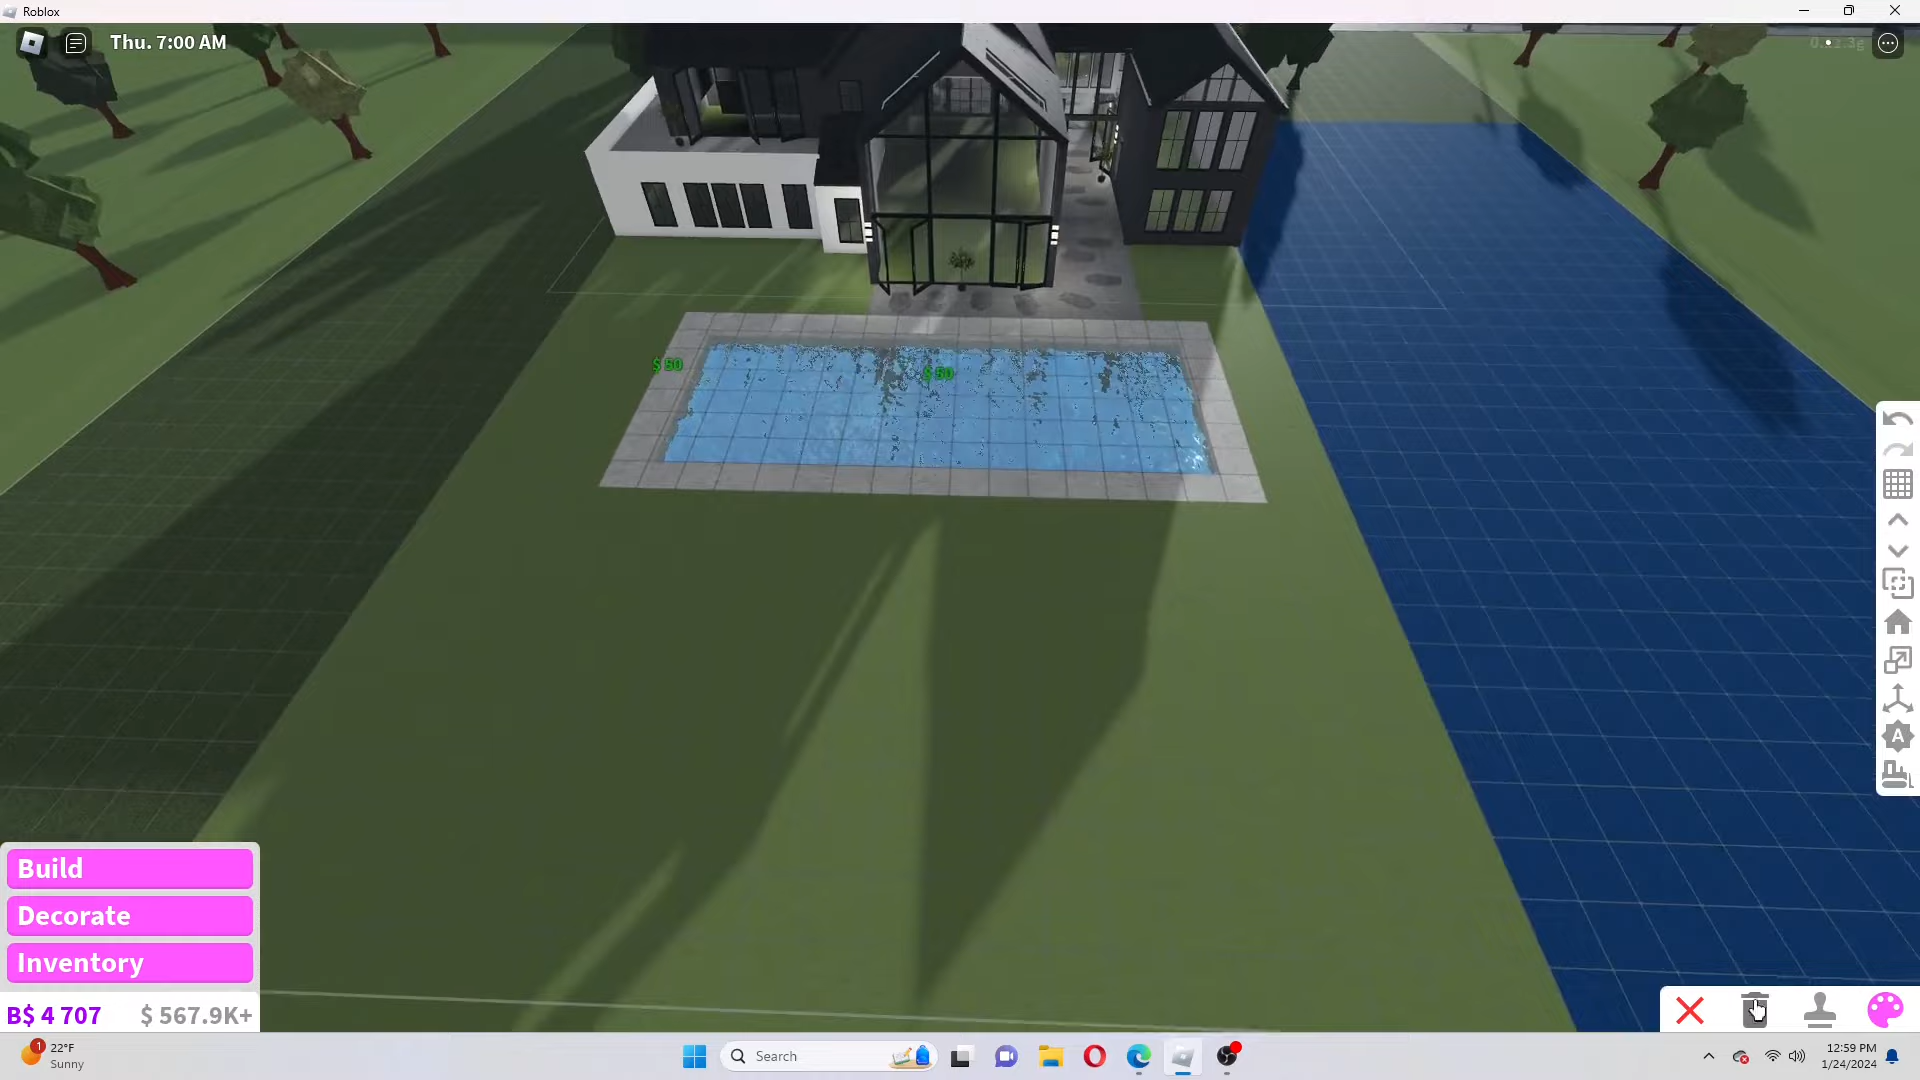 Roblox
Thu. 7:00 AM
$ 50
$ 50
A
Build
Decorate
Inventory
B$ 4 707
$ 567.9K+
1
22°F
Sunny
Search
12:59 PM
1/24/2024